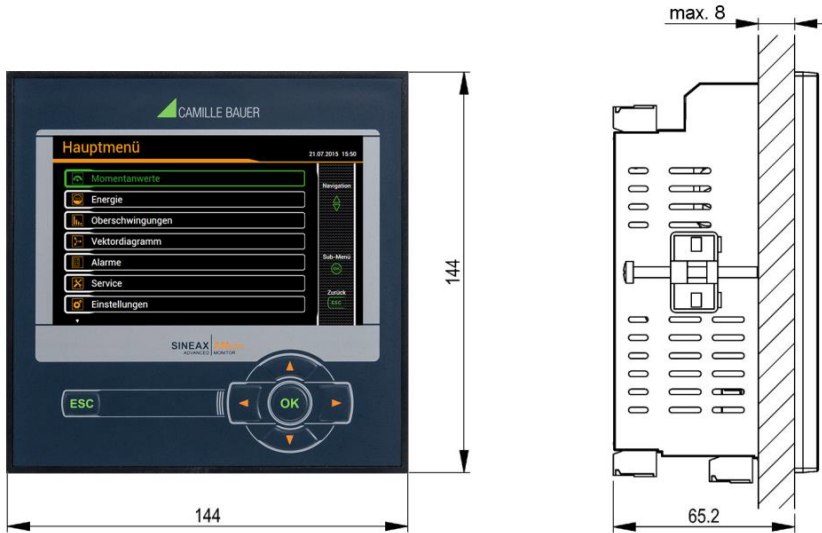 max. 8
CAMILLE BAUER
Hauptmenü
21.07.2015 15:50
Momentanwerte
Navigation
Energie
Oberschwingungen
Vektordiagramm
Sub-Menü
OK
Alarme
Service
Zurück
ESC
Einstellungen
144
SINEAX
ADVANCED MONITOR
ESC
OK
144
65.2